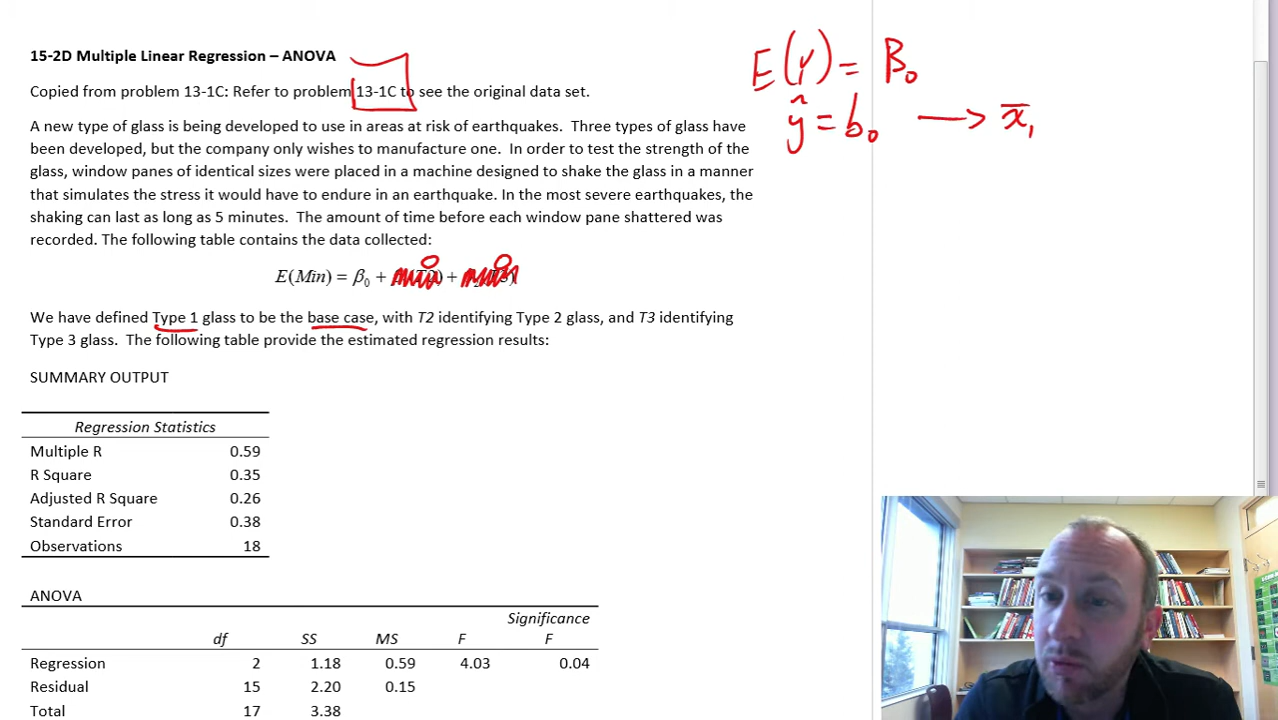 15-2D Multiple Linear Regression – ANOVA
Copied from problem 13-1C: Refer to problem 13-1C to see the original data set.
A new type of glass is being developed to use in areas at risk of earthquakes. Three types of glass have
been developed, but the company only wishes to manufacture one. In order to test the strength of the
glass, window panes of identical sizes were placed in a machine designed to shake the glass in a manner
that simulates the stress it would have to endure in an earthquake. In the most severe earthquakes, the
shaking can last as long as 5 minutes. The amount of time before each window pane shattered was
recorded. The following table contains the data collected:
E(Min) = β₀ + +
We have defined Type 1 glass to be the base case, with T2 identifying Type 2 glass, and T3 identifying
Type 3 glass. The following table provide the estimated regression results:
SUMMARY OUTPUT
Regression Statistics
Multiple R 0.59
R Square 0.35
Adjusted R Square 0.26
Standard Error 0.38
Observations 18
ANOVA
df SS MS F Significance F
Regression 2 1.18 0.59 4.03 0.04
Residual 15 2.20 0.15
Total 17 3.38
E(Y) = B₀
ŷ = b₀ → x̄₁